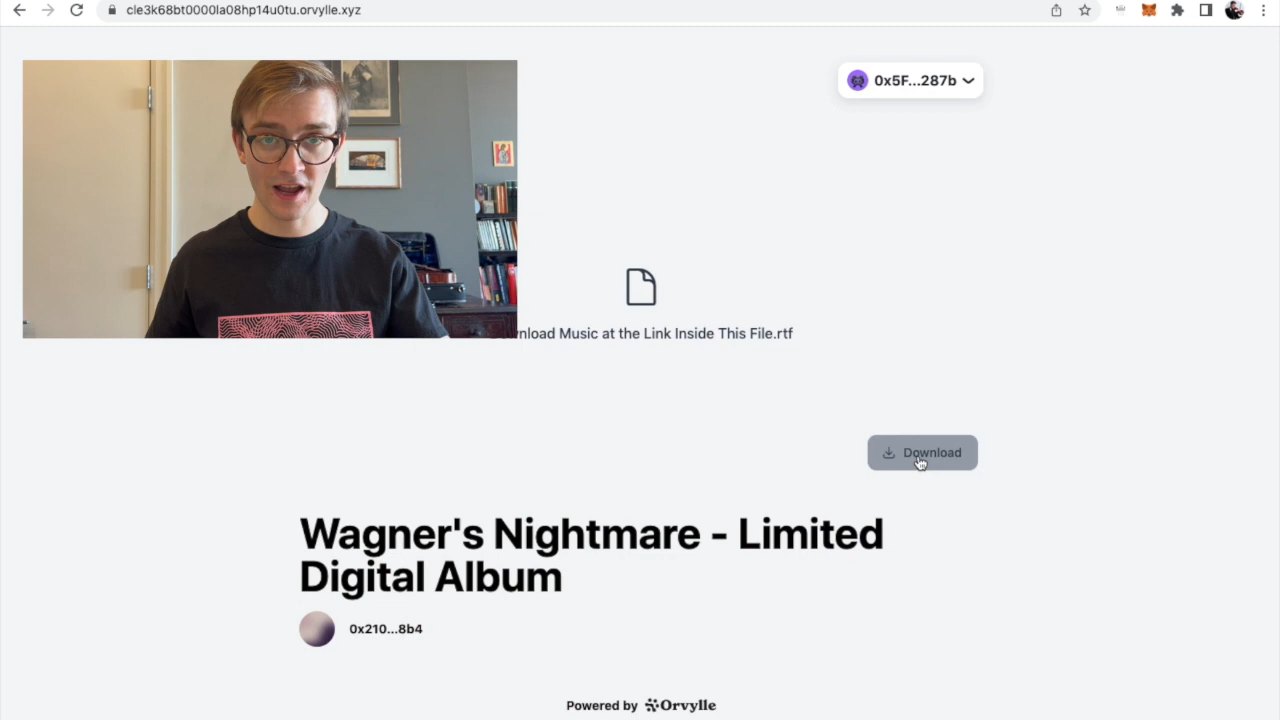 cle3k68bt0000la08hp14u0tu.orvylle.xyz
0x5F...287b
wnload Music at the Link Inside This File.rtf
Download
Wagner's Nightmare - Limited
Digital Album
0x210...8b4
Powered by Orvylle